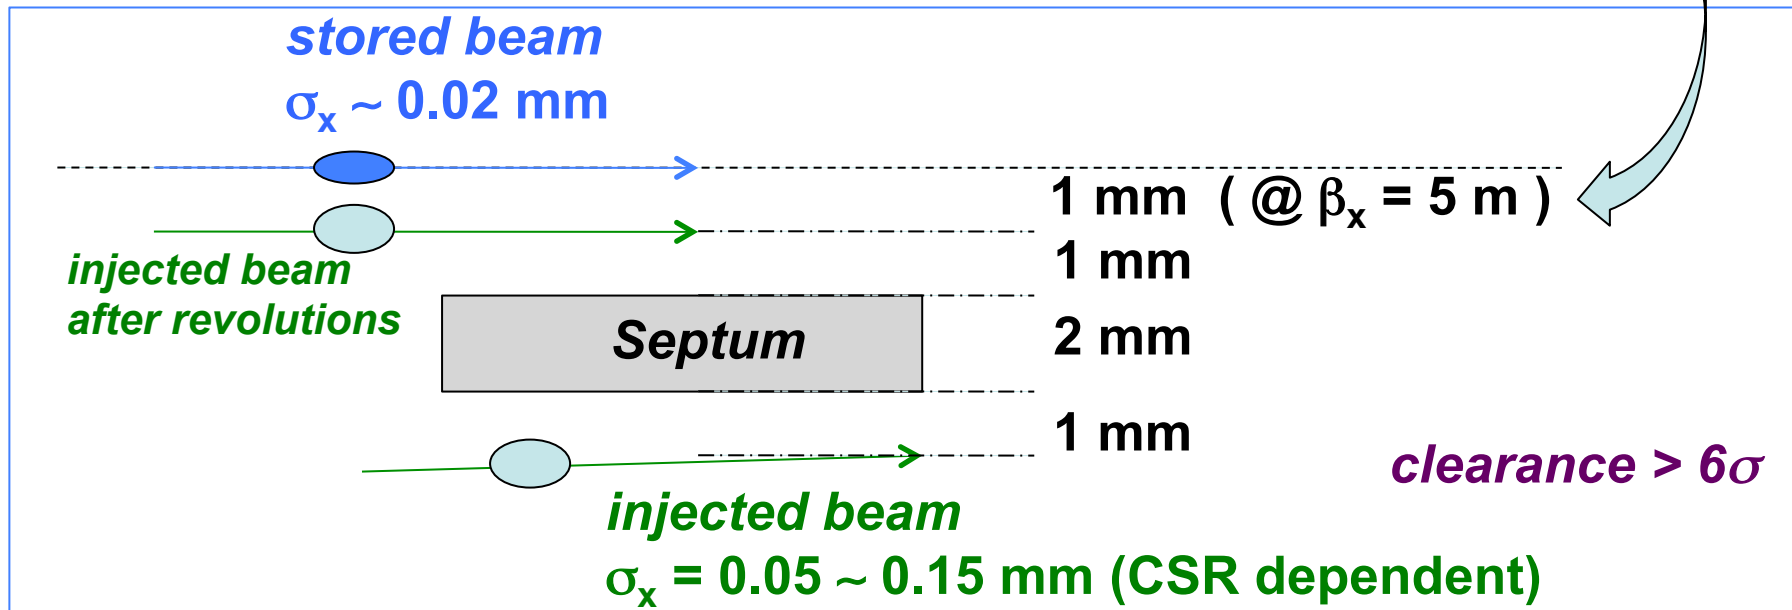 stored beam
σx ~ 0.02 mm
1 mm ( @ βx = 5 m )
injected beam
after revolutions
1 mm
Septum
2 mm
1 mm
clearance > 6σ
injected beam
σx = 0.05 ~ 0.15 mm (CSR dependent)